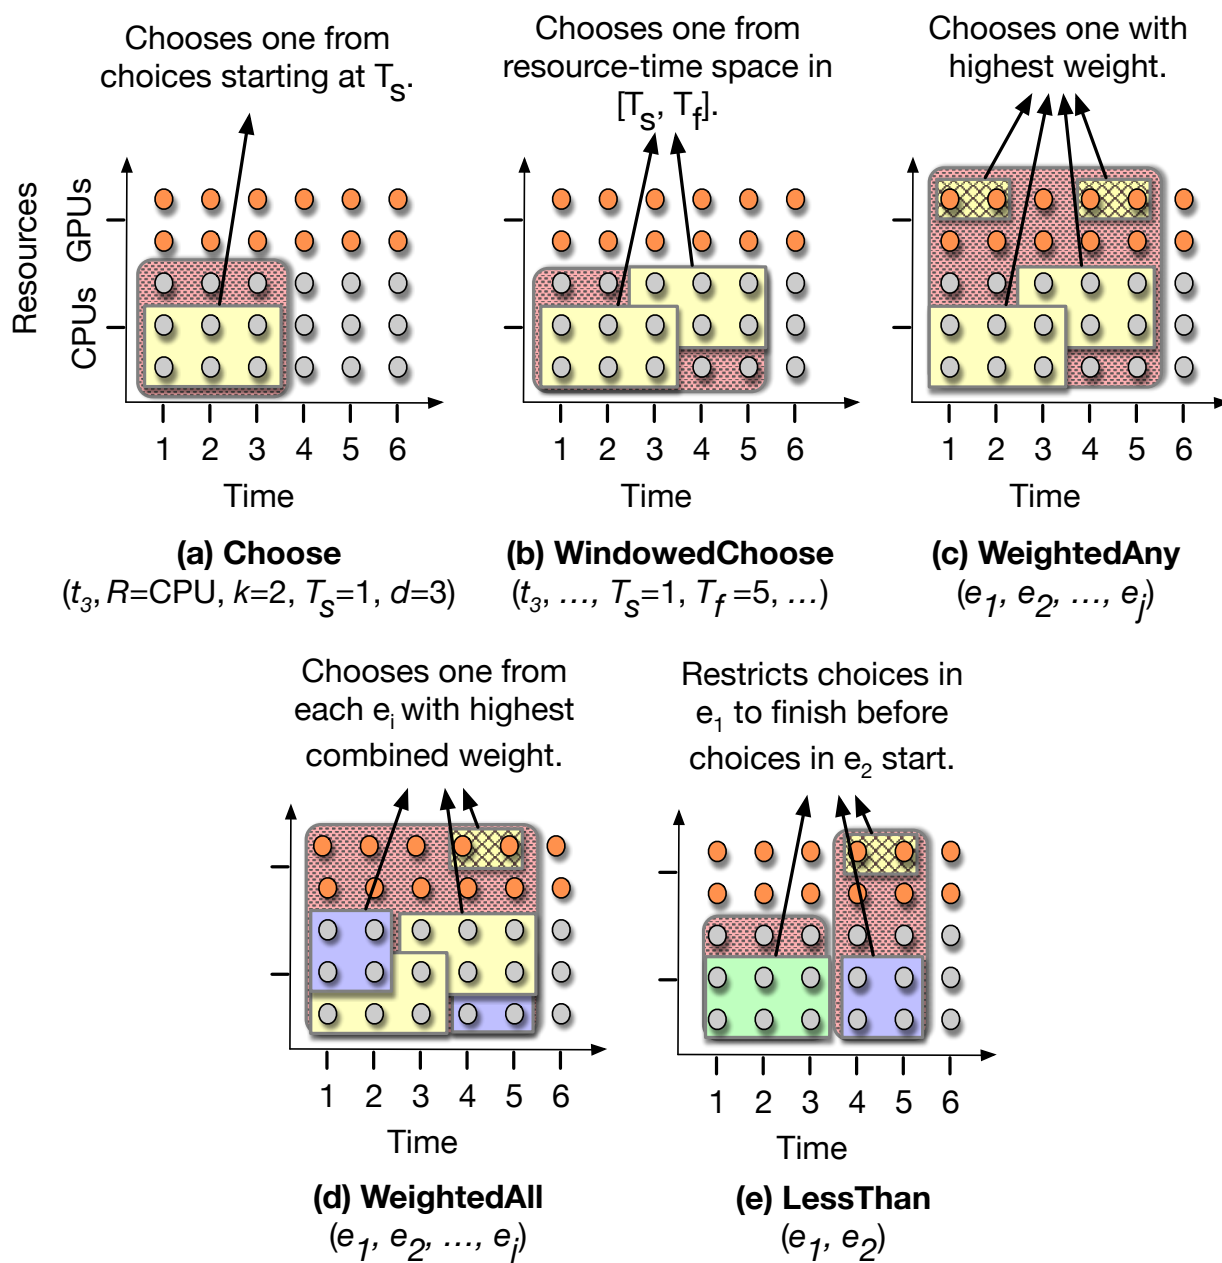 Chooses one from
choices starting at Ts.
Chooses one from
resource-time space in
[Ts, Tf].
Chooses one with
highest weight.
Resources
CPUs GPUs
1 2 3 4 5 6
Time
1 2 3 4 5 6
Time
1 2 3 4 5 6
Time
(a) Choose
(t3, R=CPU, k=2, Ts=1, d=3)
(b) WindowedChoose
(t3, ..., Ts=1, Tf =5, ...)
(c) WeightedAny
(e1, e2, ..., ej)
Chooses one from
each ei with highest
combined weight.
Restricts choices in
e1 to finish before
choices in e2 start.
1 2 3 4 5 6
Time
1 2 3 4 5 6
Time
(d) WeightedAll
(e1, e2, ..., ej)
(e) LessThan
(e1, e2)